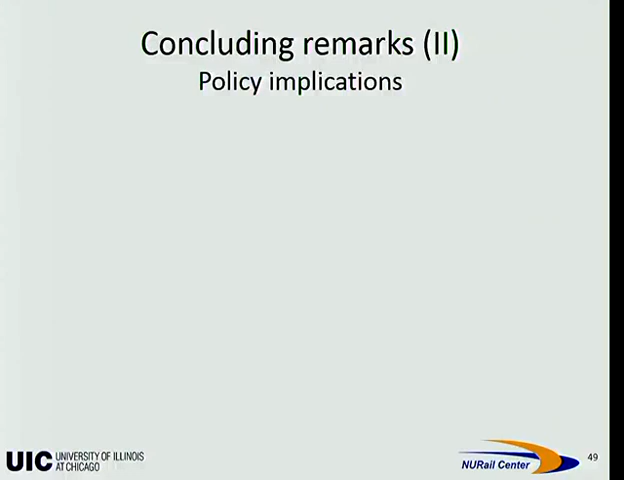 Concluding remarks (II)
Policy implications
UIC
UNIVERSITY OF ILLINOIS
AT CHICAGO
NURail Center
49